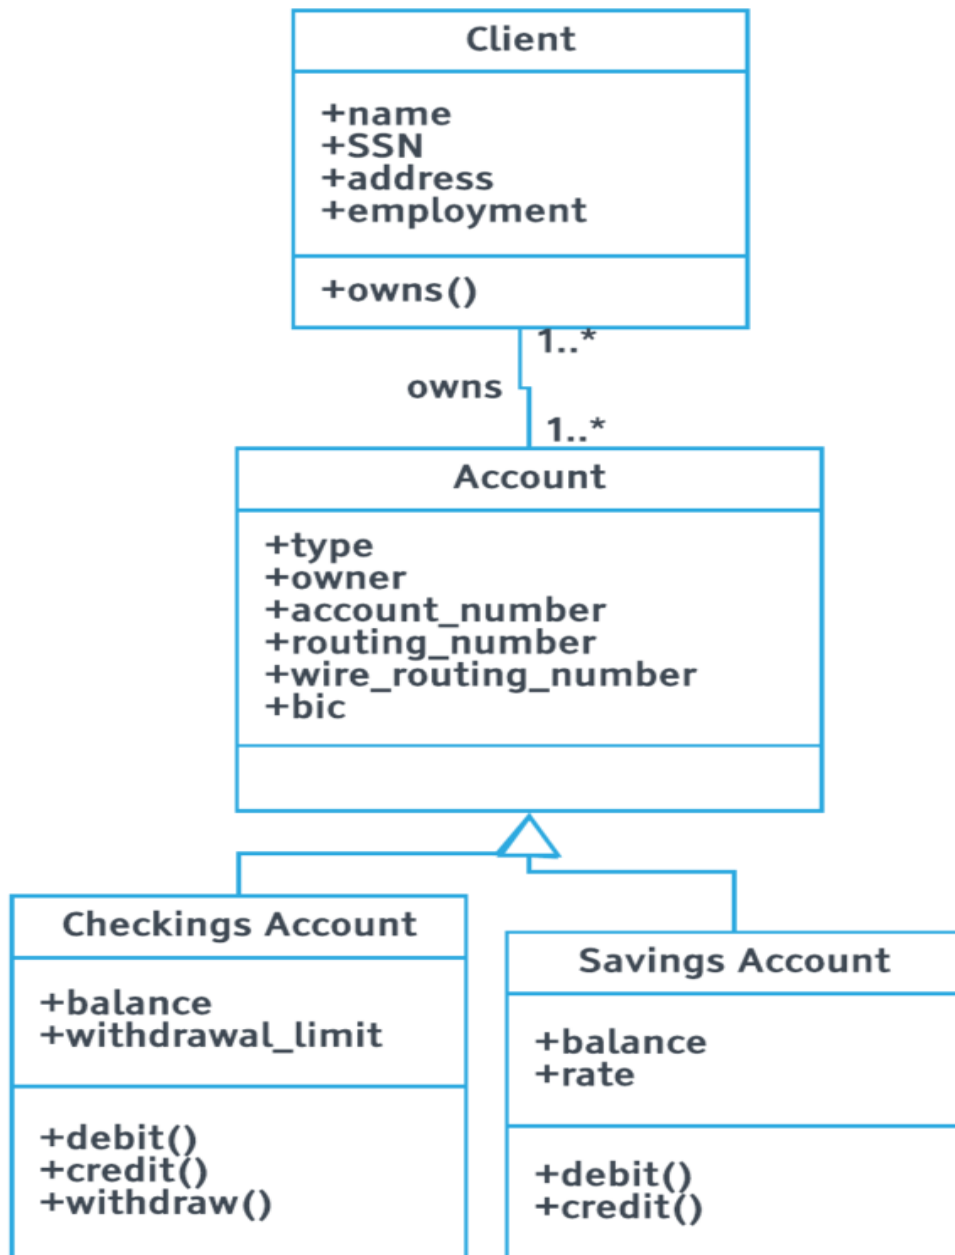 Client
+name
+SSN
+address
+employment
+owns()
1..*
owns
1..*
Account
+type
+owner
+account_number
+routing_number
+wire_routing_number
+bic
Checkings Account
+balance
+withdrawal_limit
+debit()
+credit()
+withdraw()
Savings Account
+balance
+rate
+debit()
+credit()